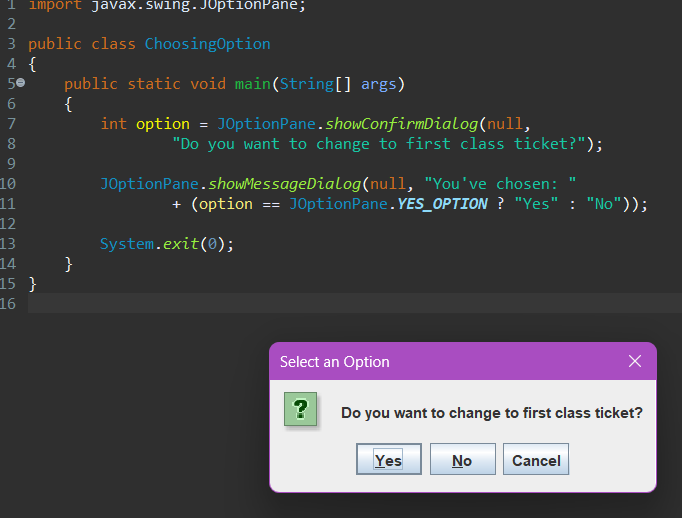 1 import javax.swing.JOptionPane;
2
3 public class ChoosingOption
4 {
5 public static void main(String[] args)
6 {
7 int option = JOptionPane.showConfirmDialog(null,
8 "Do you want to change to first class ticket?");
9
10 JOptionPane.showMessageDialog(null, "You've chosen: "
11 + (option == JOptionPane.YES_OPTION ? "Yes" : "No"));
12
13 System.exit(0);
14 }
15 }
16
Select an Option
Do you want to change to first class ticket?
Yes No Cancel